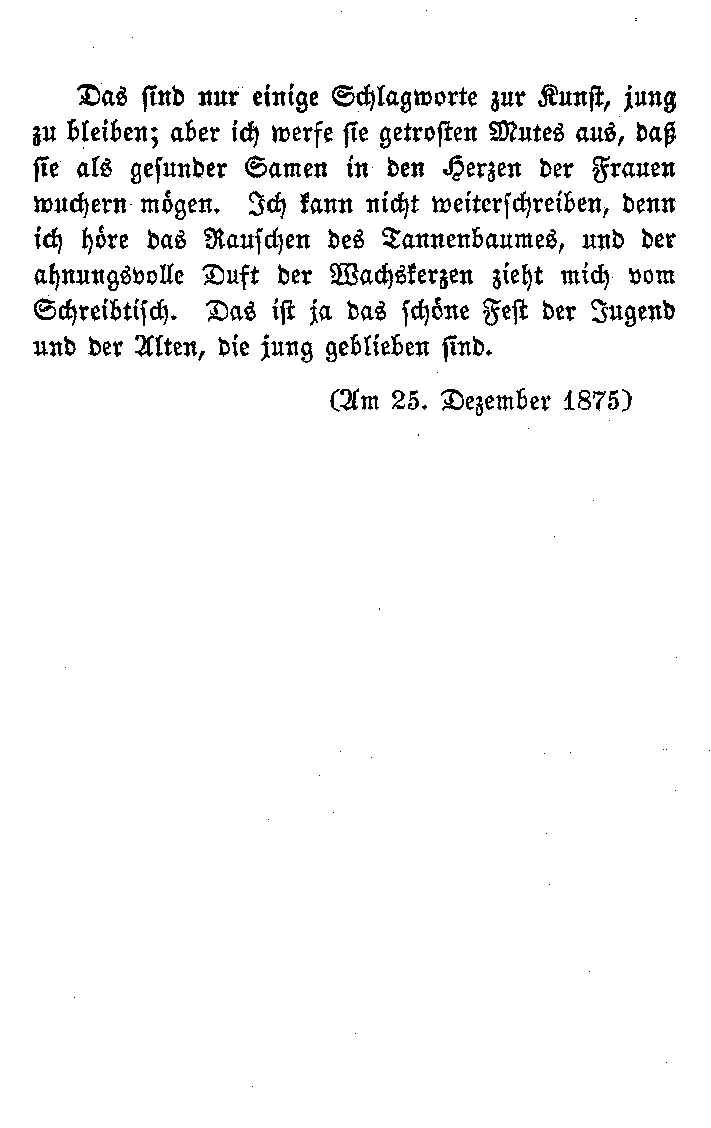 Das sind nur einige Schlagworte zur Kunst, jung
zu bleiben; aber ich werfe sie getrosten Mutes aus, daß
sie als gesunder Samen in den Herzen der Frauen
wuchern mögen. Ich kann nicht weiterschreiben, denn
ich höre das Rauschen des Tannenbaumes, und der
ahnungsvolle Duft der Wachskerzen zieht mich vom
Schreibtisch. Das ist ja das schöne Fest der Jugend
und der Alten, die jung geblieben sind.
(Am 25. Dezember 1875)